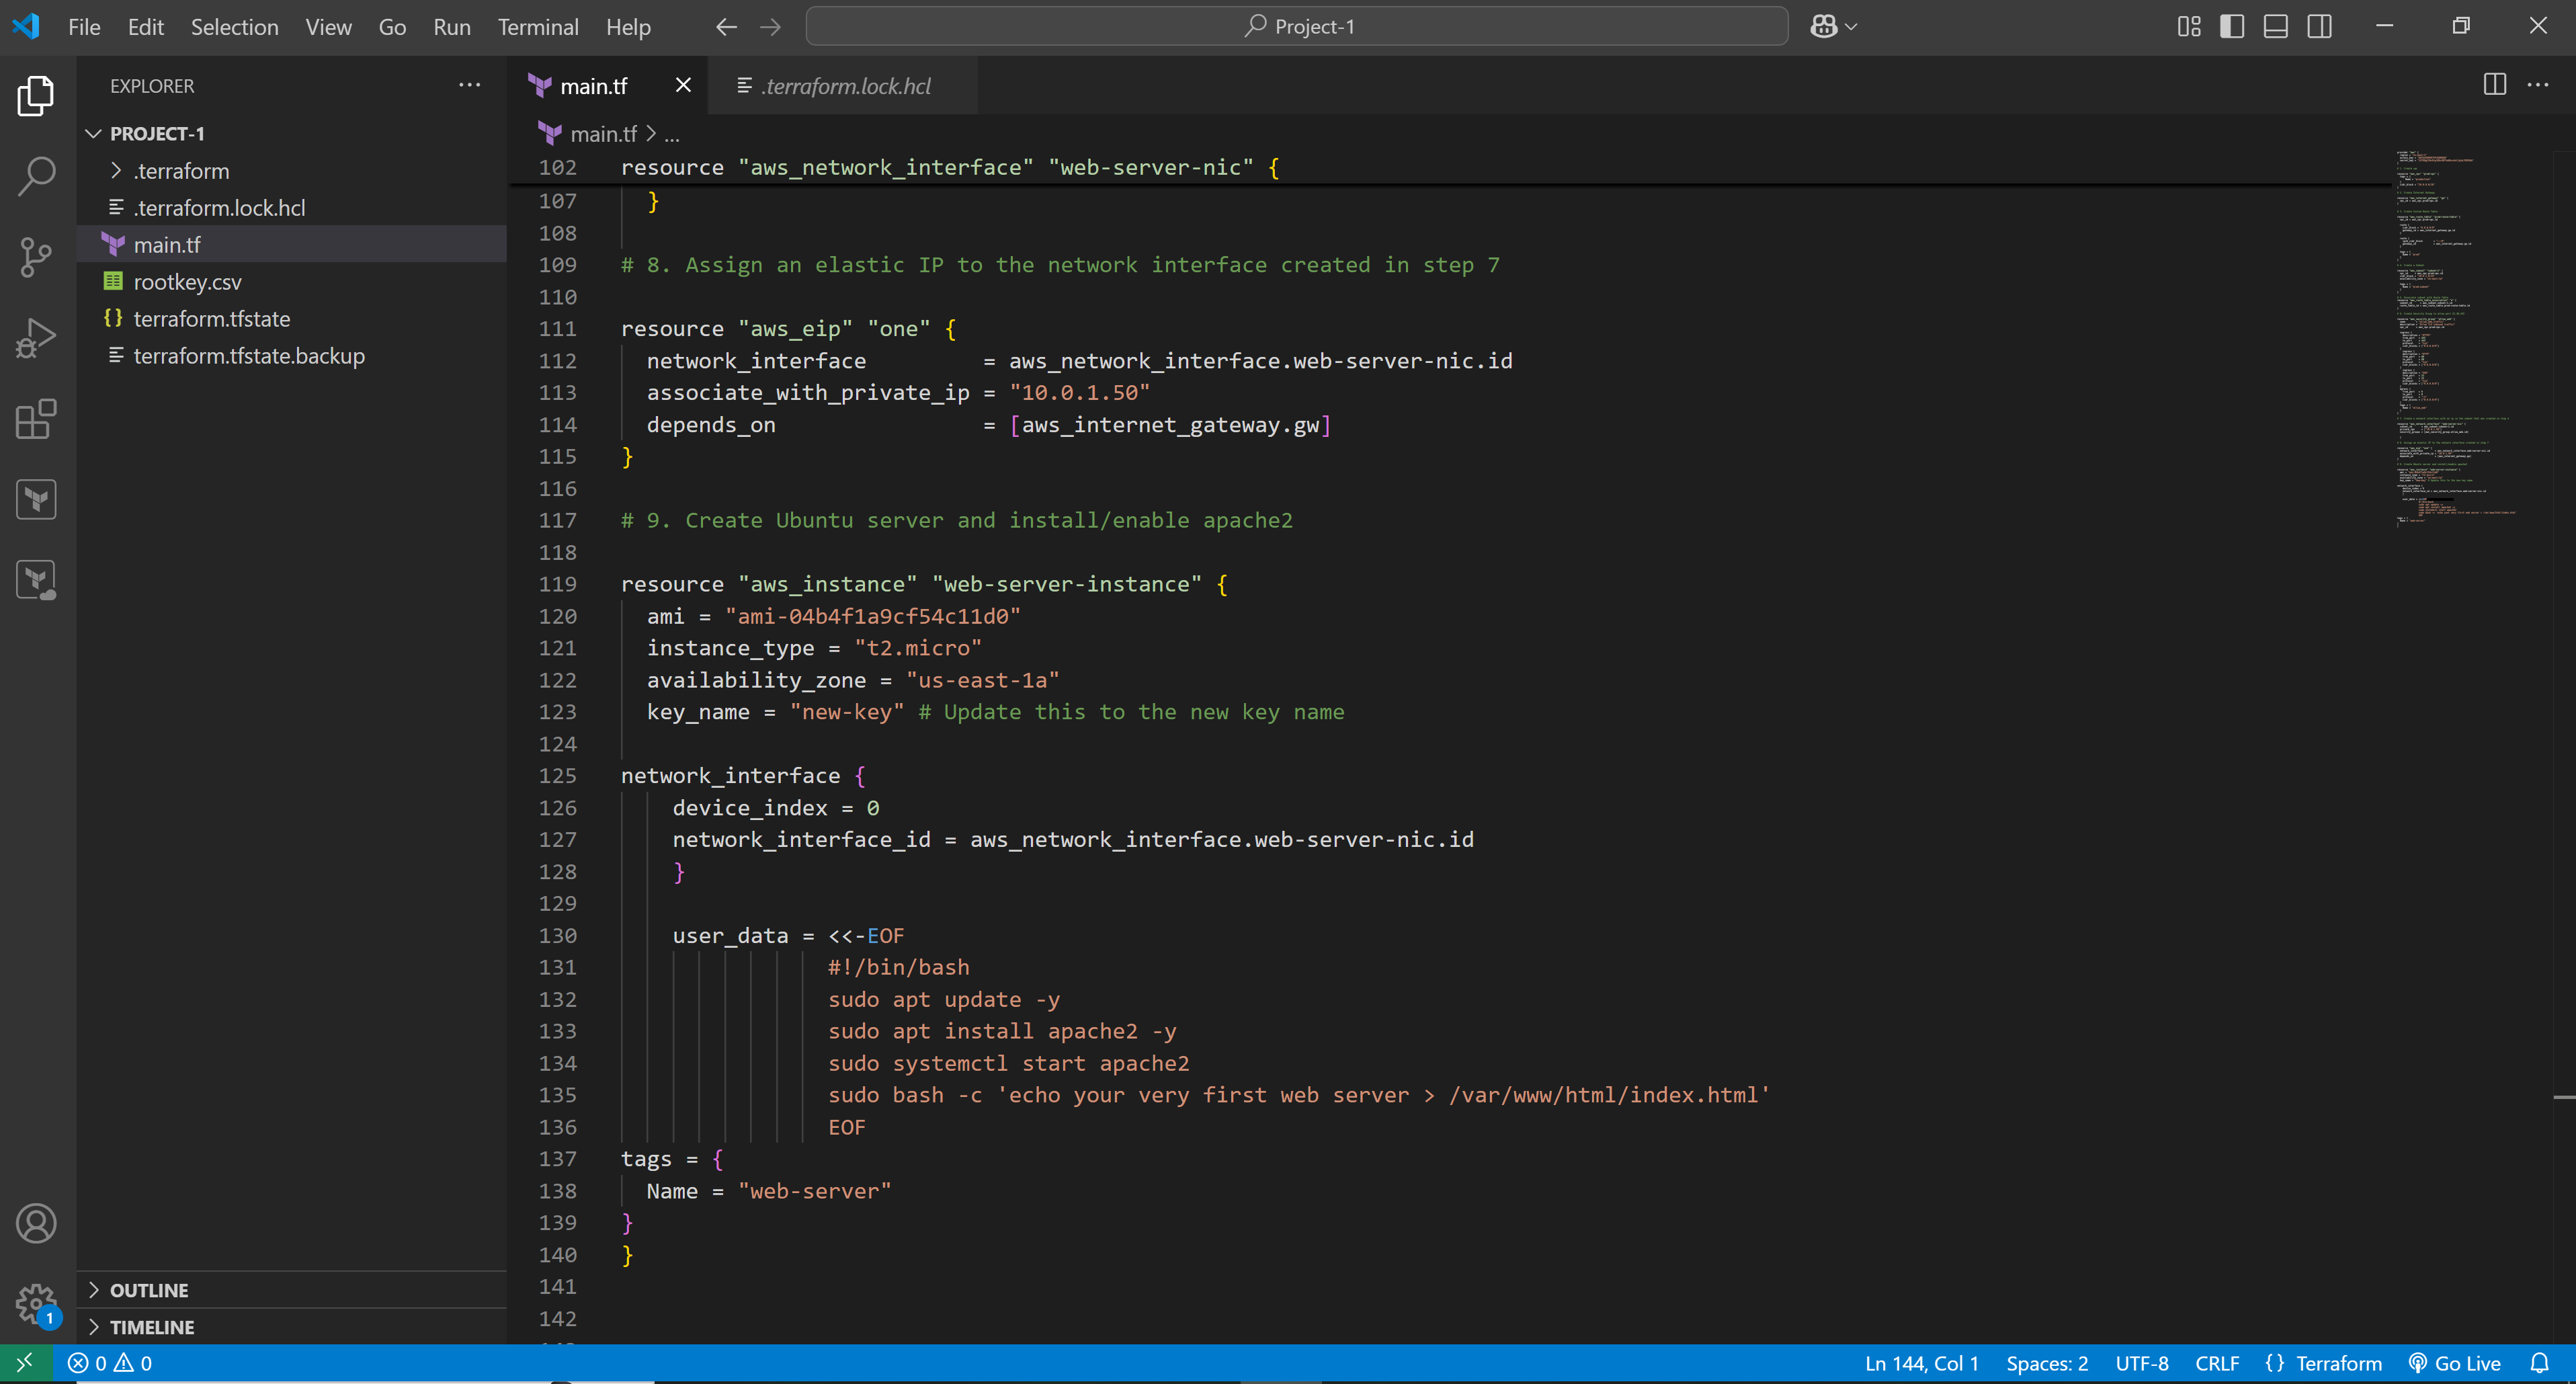 File Edit Selection View Go Run Terminal Help Project-1
EXPLORER
PROJECT-1
.terraform
.terraform.lock.hcl
main.tf
rootkey.csv
terraform.tfstate
terraform.tfstate.backup
OUTLINE
TIMELINE
main.tf .terraform.lock.hcl
main.tf > ...
102 resource "aws_network_interface" "web-server-nic" {
107 }
108
109 # 8. Assign an elastic IP to the network interface created in step 7
110
111 resource "aws_eip" "one" {
112 network_interface = aws_network_interface.web-server-nic.id
113 associate_with_private_ip = "10.0.1.50"
114 depends_on = [aws_internet_gateway.gw]
115 }
116
117 # 9. Create Ubuntu server and install/enable apache2
118
119 resource "aws_instance" "web-server-instance" {
120 ami = "ami-04b4f1a9cf54c11d0"
121 instance_type = "t2.micro"
122 availability_zone = "us-east-1a"
123 key_name = "new-key" # Update this to the new key name
124
125 network_interface {
126 device_index = 0
127 network_interface_id = aws_network_interface.web-server-nic.id
128 }
129
130 user_data = <<-EOF
131 #!/bin/bash
132 sudo apt update -y
133 sudo apt install apache2 -y
134 sudo systemctl start apache2
135 sudo bash -c 'echo your very first web server > /var/www/html/index.html'
136 EOF
137 tags = {
138 Name = "web-server"
139 }
140 }
141
142
1
0 0 Ln 144, Col 1 Spaces: 2 UTF-8 CRLF {} Terraform Go Live